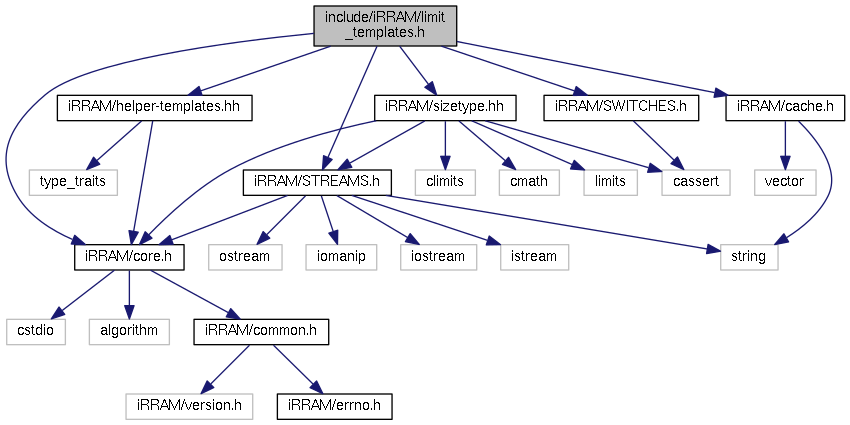 include/iRRAM/limit
_templates.h
iRRAM/helper-templates.hh
iRRAM/sizetype.hh
iRRAM/SWITCHES.h
iRRAM/cache.h
type_traits
iRRAM/STREAMS.h
climits
cmath
limits
cassert
vector
iRRAM/core.h
ostream
iomanip
iostream
istream
string
cstdio
algorithm
iRRAM/common.h
iRRAM/version.h
iRRAM/errno.h